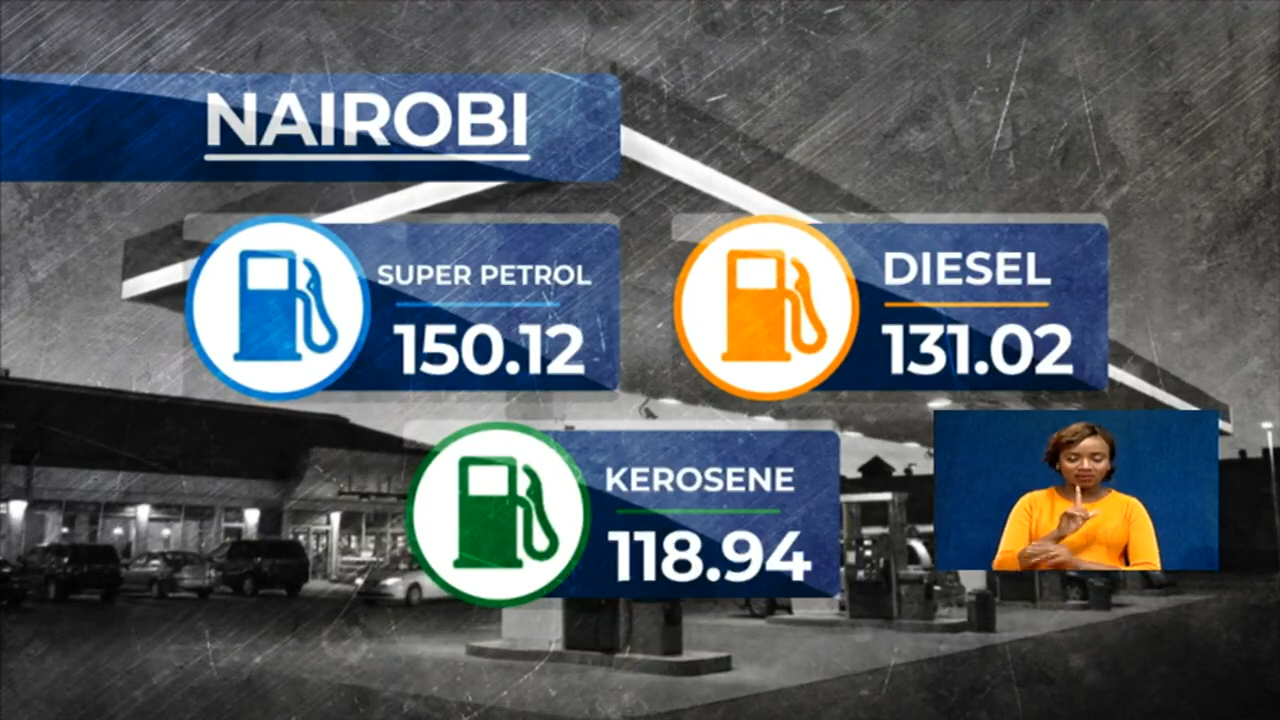 NAIROBI
SUPER PETROL
150.12
DIESEL
131.02
KEROSENE
118.94